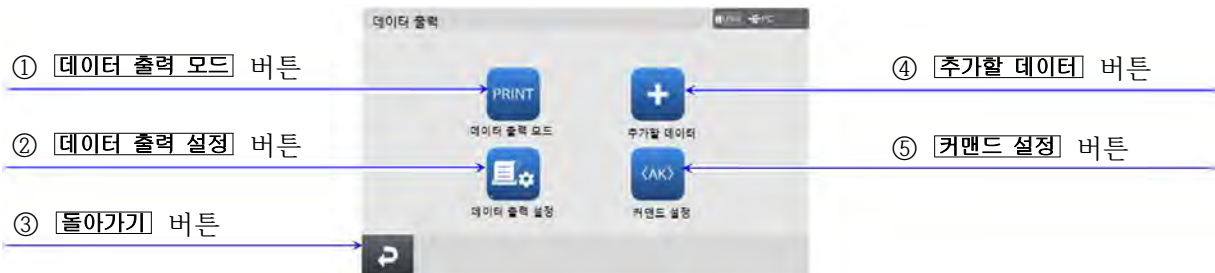 데이터 출력
USB PC
① 데이터 출력 모드 버튼
④ 추가할 데이터 버튼
PRINT
데이터 출력 모드
추가할 데이터
② 데이터 출력 설정 버튼
⑤ 커맨드 설정 버튼
<AK>
데이터 출력 설정
커맨드 설정
③ 돌아가기 버튼